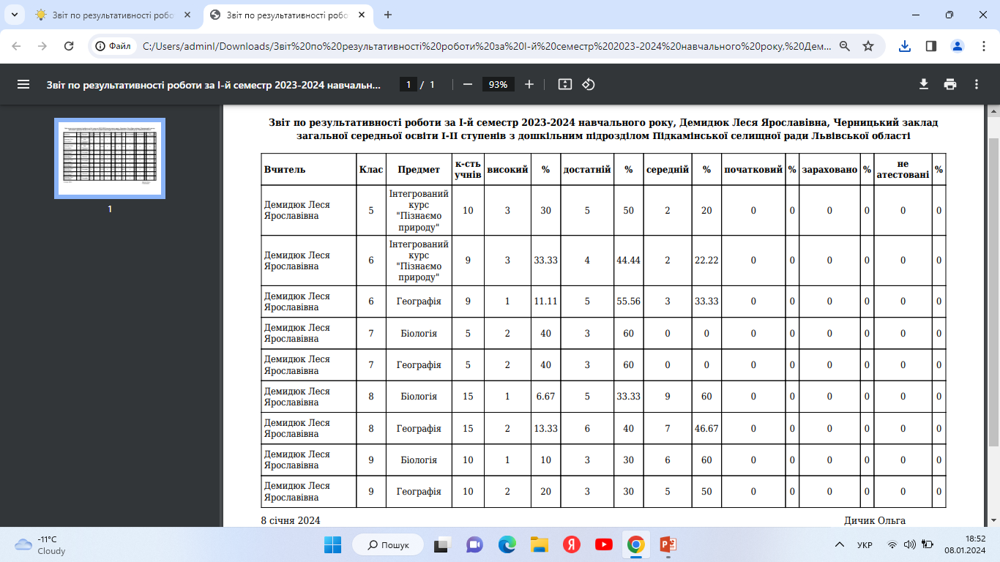 Звіт по результативності робо
Звіт по результативності робо
Файл
C:/Users/adminl/Downloads/Звіт%20по%20результативності%20роботи%20за%20І-й%20семестр%202023-2024%20навчального%20року,%20Дем...
Звіт по результативності роботи за І-й семестр 2023-2024 навчальн...
1 / 1
93%
1
Звіт по результативності роботи за І-й семестр 2023-2024 навчального року, Демидюк Леся Ярославівна, Черницький заклад
загальної середньої освіти І-ІІ ступенів з дошкільним підрозділом Підкамінської селищної ради Львівської області
Вчитель Клас Предмет к-сть учнів високий % достатній % середній % початковий % зараховано % не атестовані %
Демидюк Леся Ярославівна 5 Інтегрований курс "Пізнаємо природу" 10 3 30 5 50 2 20 0 0 0 0 0 0
Демидюк Леся Ярославівна 6 Інтегрований курс "Пізнаємо природу" 9 3 33.33 4 44.44 2 22.22 0 0 0 0 0 0
Демидюк Леся Ярославівна 6 Географія 9 1 11.11 5 55.56 3 33.33 0 0 0 0 0 0
Демидюк Леся Ярославівна 7 Біологія 5 2 40 3 60 0 0 0 0 0 0 0 0
Демидюк Леся Ярославівна 7 Географія 5 2 40 3 60 0 0 0 0 0 0 0 0
Демидюк Леся Ярославівна 8 Біологія 15 1 6.67 5 33.33 9 60 0 0 0 0 0 0
Демидюк Леся Ярославівна 8 Географія 15 2 13.33 6 40 7 46.67 0 0 0 0 0 0
Демидюк Леся Ярославівна 9 Біологія 10 1 10 3 30 6 60 0 0 0 0 0 0
Демидюк Леся Ярославівна 9 Географія 10 2 20 3 30 5 50 0 0 0 0 0 0
8 січня 2024 Дичик Ольга
-11°C
Cloudy
Пошук
УКР
18:52
08.01.2024